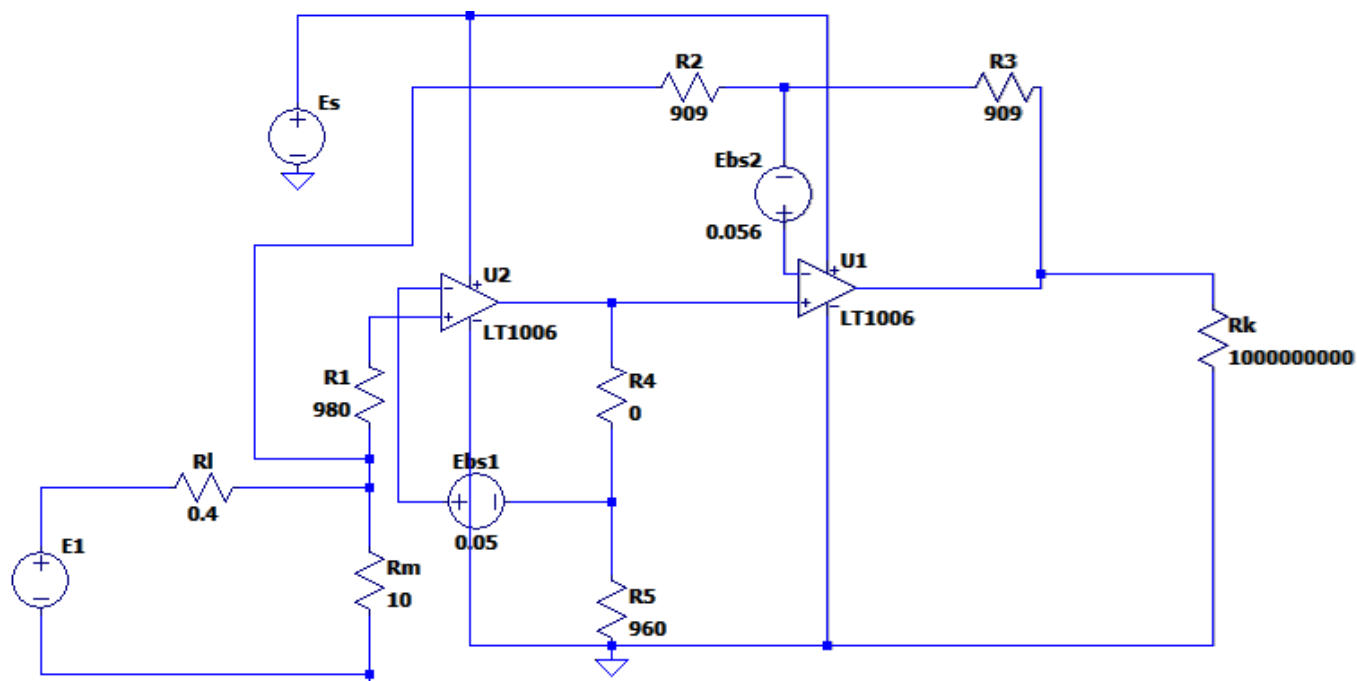 R2
909
R3
909
Es
Ebs2
0.056
U2
LT1006
U1
LT1006
R1
980
R4
0
Rk
1000000000
Rl
0.4
Ebs1
0.05
E1
Rm
10
R5
960